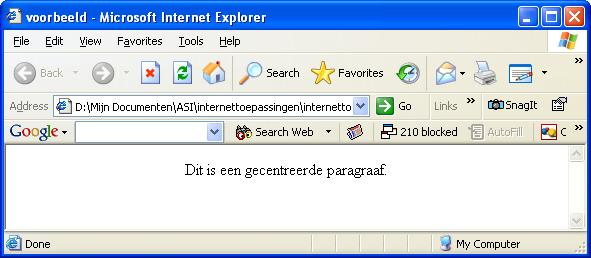 voorbeeld - Microsoft Internet Explorer
File Edit View Favorites Tools Help
Back Search Favorites
Address D:\Mijn Documenten\ASI\internettoepassingen\internetto Go Links » SnagIt
Google Search Web 210 blocked AutoFill »
Dit is een gecentreerde paragraaf.
Done My Computer